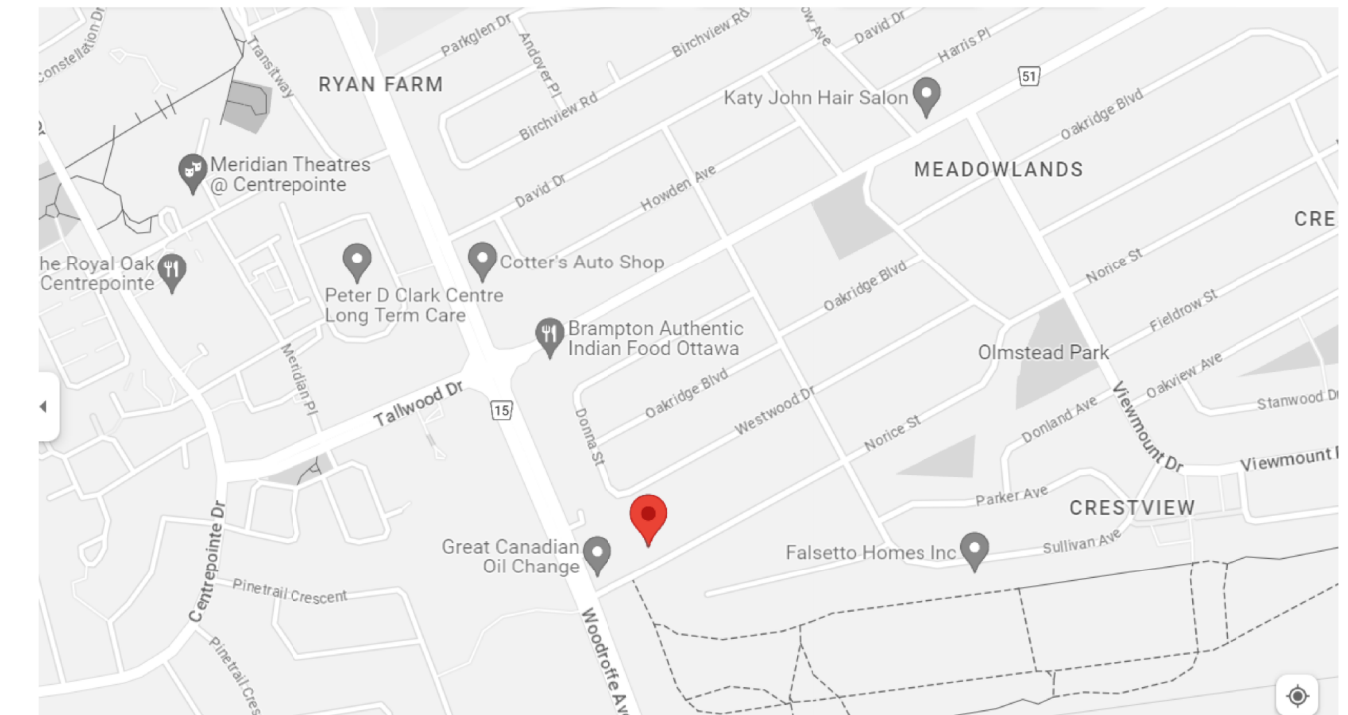 Constellation Dr
Transitway
RYAN FARM
Parkglen Dr
Andover Pl
Birchview Rd
Birchview Rd
ow Ave
David Dr
Harris Pl
51
Katy John Hair Salon
Oakridge Blvd
MEADOWLANDS
Meridian Theatres
@ Centrepointe
David Dr
Howden Ave
CRE
he Royal Oak
Centrepointe
Peter D Clark Centre
Long Term Care
Cotter's Auto Shop
Oakridge Blvd
Norice St
Fieldrow St
Brampton Authentic
Indian Food Ottawa
Olmstead Park
Meridian Pl
Tallwood Dr
15
Oakridge Blvd
Donna St
Westwood Dr
Norice St
Donland Ave
Viewmount Dr
Oakview Ave
Stanwood Dr
Viewmount
Parker Ave
CRESTVIEW
Sullivan Ave
Falsetto Homes Inc
Great Canadian
Oil Change
Centrepointe Dr
Pinetrail Crescent
Pinetrail Cres
Woodroffe Av